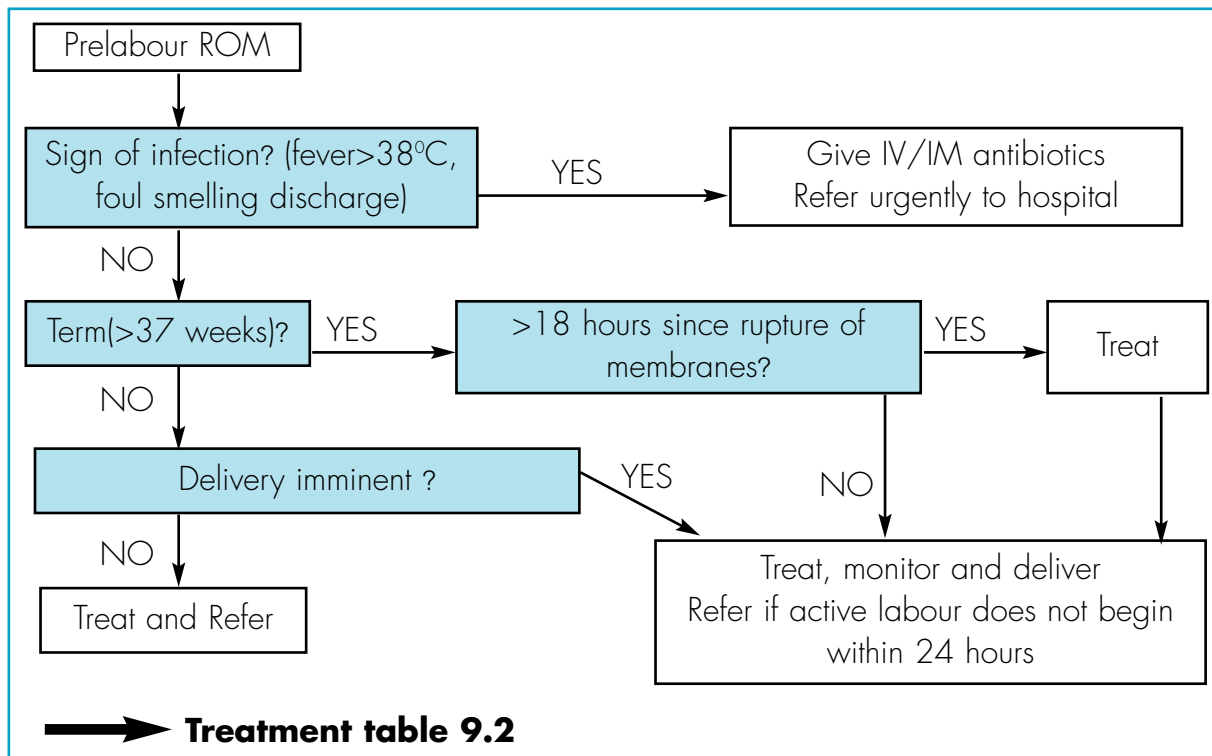 Prelabour ROM
Sign of infection? (fever>38⁰C,
foul smelling discharge)
YES
Give IV/IM antibiotics
Refer urgently to hospital
NO
Term(>37 weeks)?
YES
>18 hours since rupture of
membranes?
YES
Treat
NO
Delivery imminent ?
YES
NO
NO
Treat and Refer
Treat, monitor and deliver
Refer if active labour does not begin
within 24 hours
Treatment table 9.2